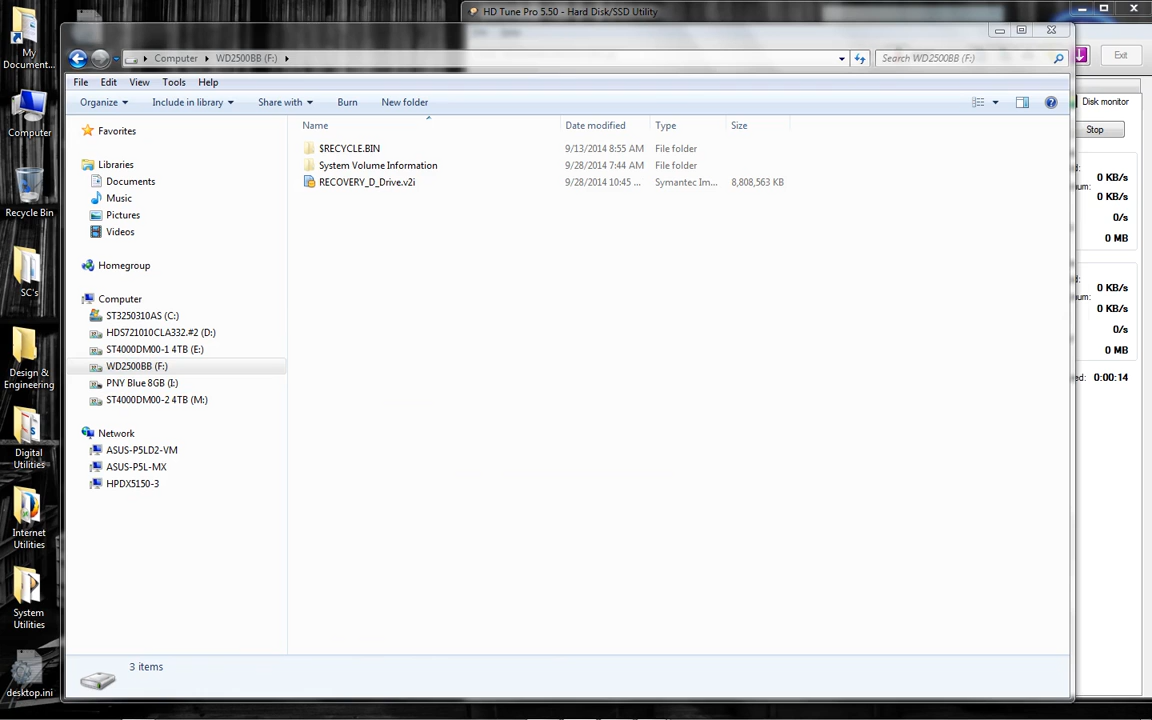 HD Tune Pro 5.50 - Hard Disk/SSD Utility
My
Document...
Computer
Recycle Bin
SC's
Design &
Engineering
Digital
Utilities
Internet
Utilities
System
Utilities
desktop.ini
Computer WD2500BB (F:)
Search WD2500BB (F:)
File Edit View Tools Help
Organize Include in library Share with Burn New folder
Favorites
Libraries
Documents
Music
Pictures
Videos
Homegroup
Computer
ST3250310AS (C:)
HDS721010CLA332.#2 (D:)
ST4000DM00-1 4TB (E:)
WD2500BB (F:)
PNY Blue 8GB (I:)
ST4000DM00-2 4TB (M:)
Network
ASUS-P5LD2-VM
ASUS-P5L-MX
HPDX5150-3
Name Date modified Type Size
$RECYCLE.BIN 9/13/2014 8:55 AM File folder
System Volume Information 9/28/2014 7:44 AM File folder
RECOVERY_D_Drive.v2i 9/28/2014 10:45 ... Symantec Im... 8,808,563 KB
3 items
Exit
Disk monitor
Stop
d: 0 KB/s
num: 0 KB/s
0/s
0 MB
d: 0 KB/s
num: 0 KB/s
0/s
0 MB
ed: 0:00:14